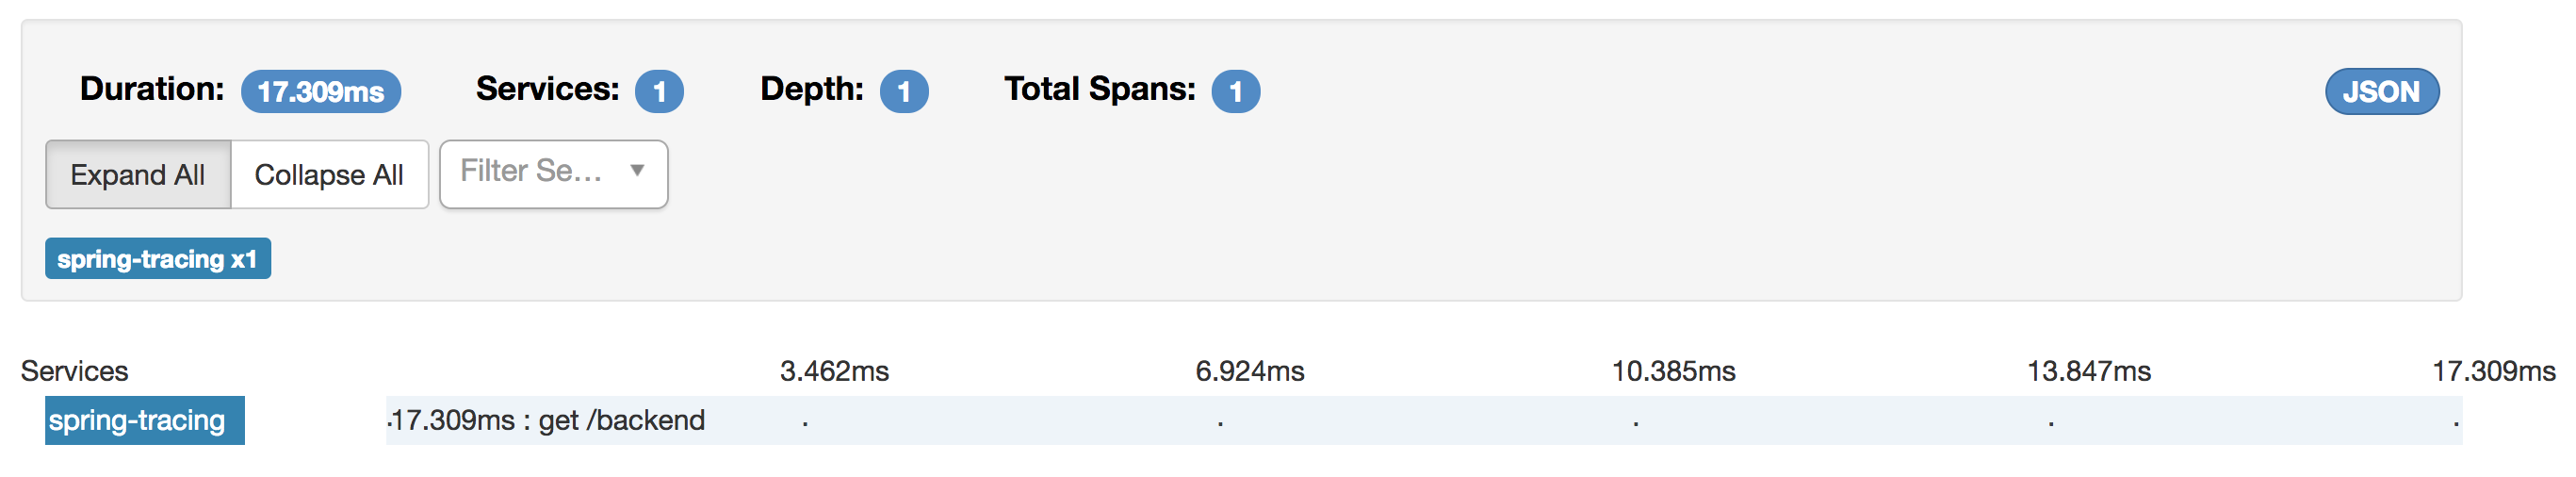 Duration: 17.309ms Services: 1 Depth: 1 Total Spans: 1 JSON
Expand All Collapse All Filter Se...
spring-tracing x1
Services 3.462ms 6.924ms 10.385ms 13.847ms 17.309ms
spring-tracing ·17.309ms : get /backend · · · · ·